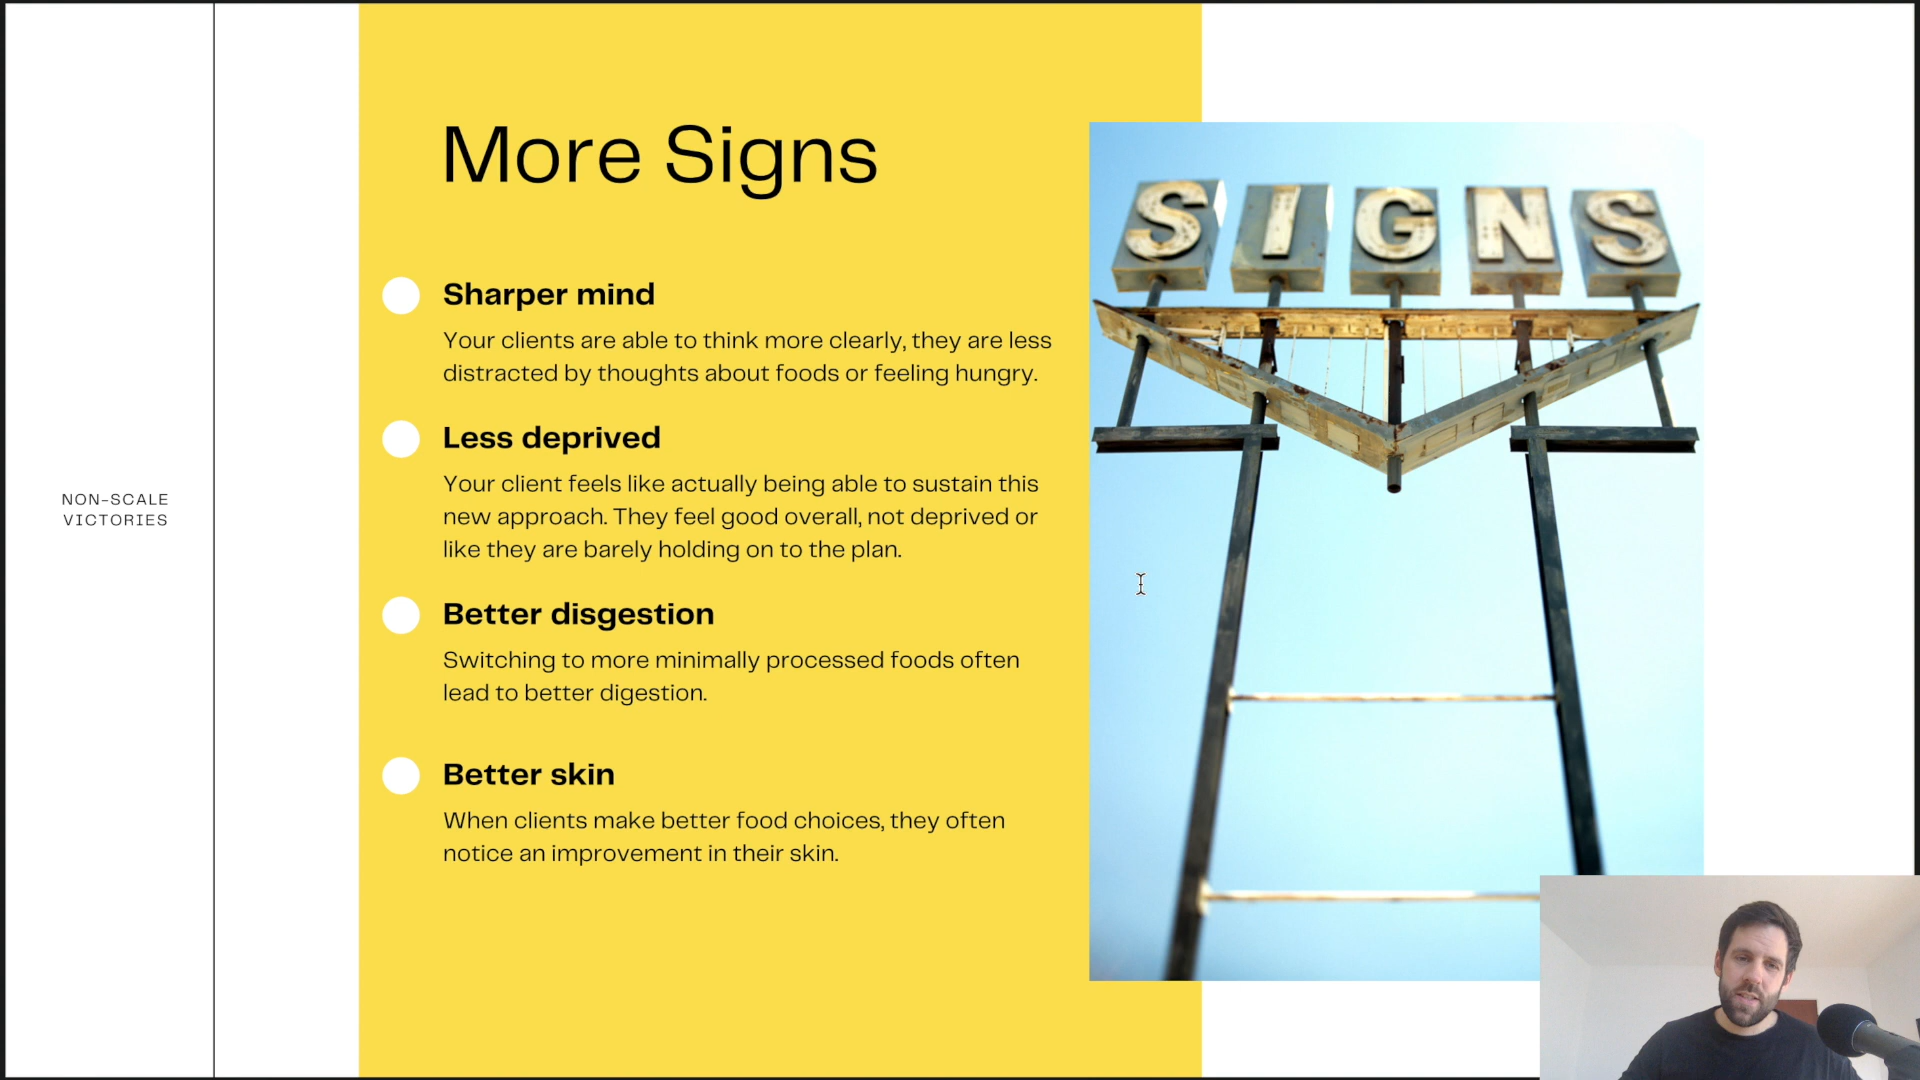 NON-SCALE
VICTORIES
More Signs
Sharper mind
Your clients are able to think more clearly, they are less
distracted by thoughts about foods or feeling hungry.
Less deprived
Your client feels like actually being able to sustain this
new approach. They feel good overall, not deprived or
like they are barely holding on to the plan.
Better disgestion
Switching to more minimally processed foods often
lead to better digestion.
Better skin
When clients make better food choices, they often
notice an improvement in their skin.
SIGNS